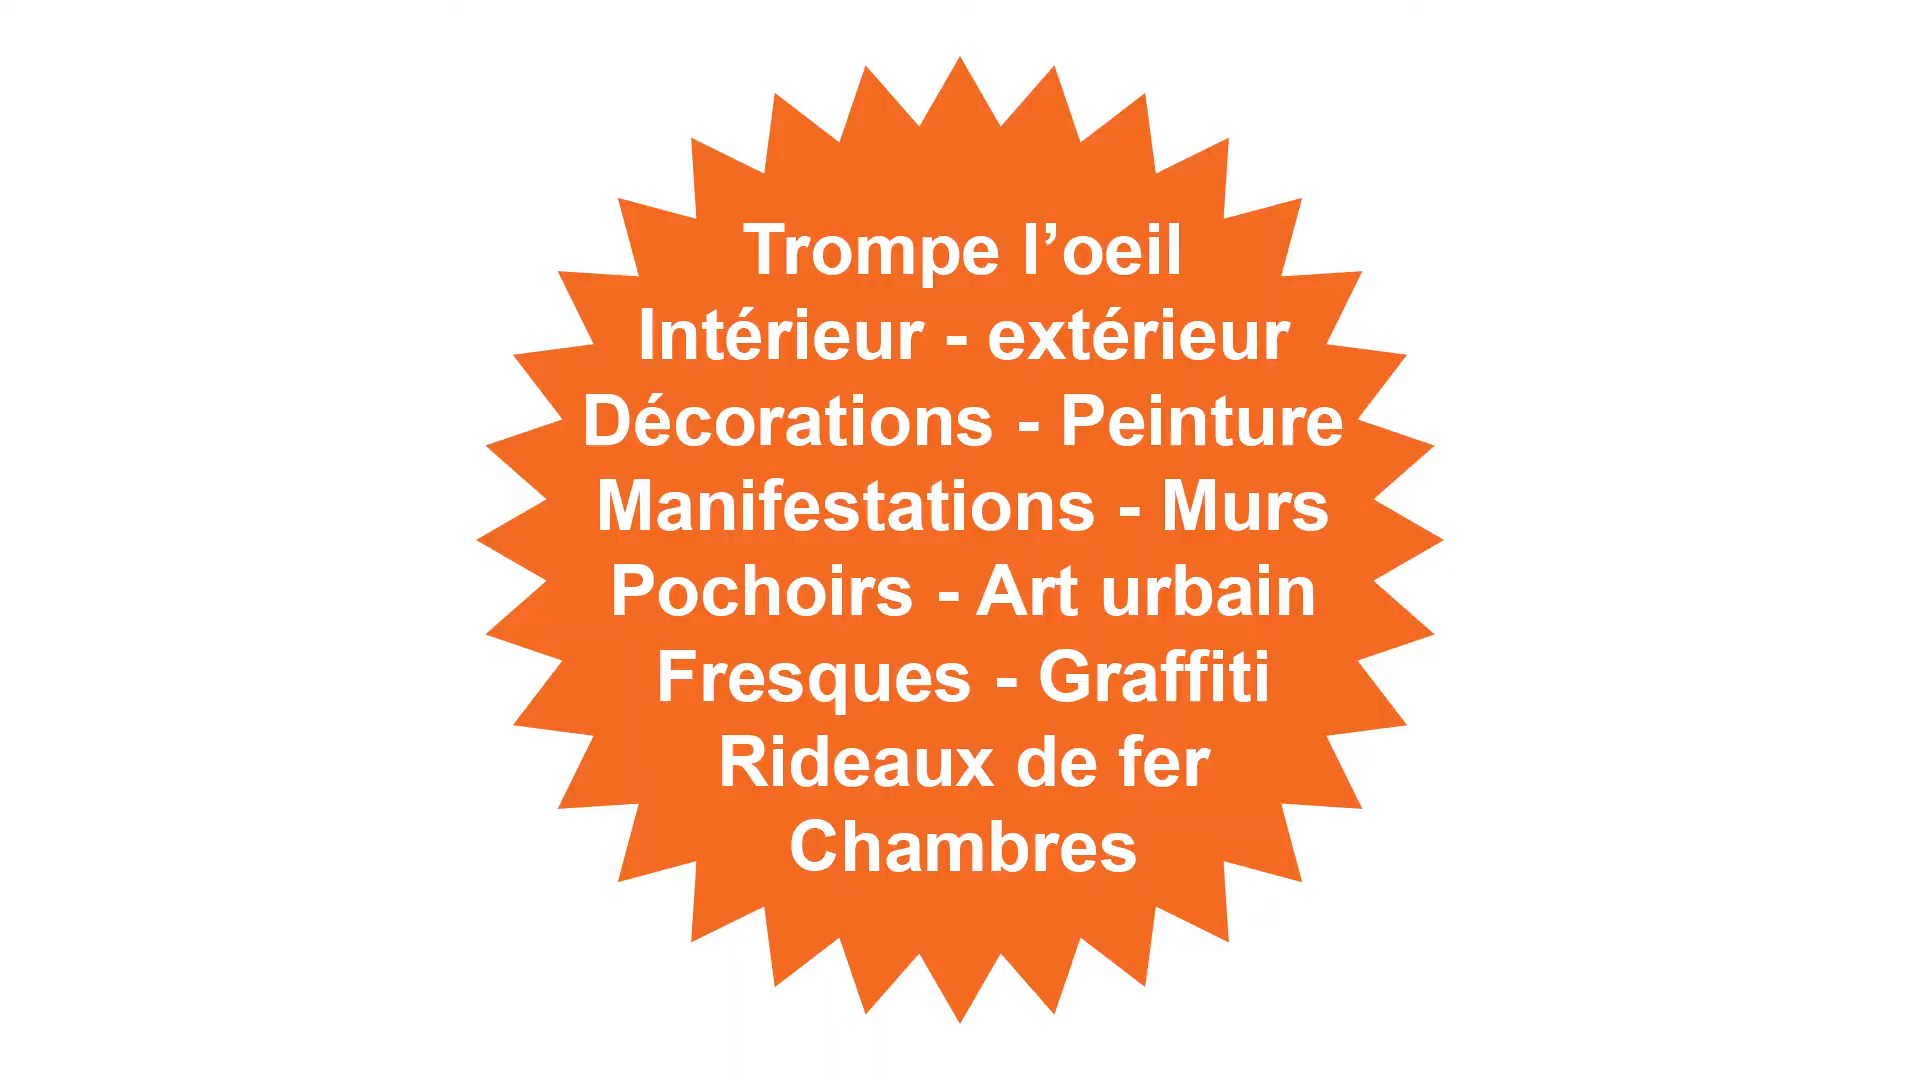 Trompe l’oeil
Intérieur - extérieur
Décorations - Peinture
Manifestations - Murs
Pochoirs - Art urbain
Fresques - Graffiti
Rideaux de fer
Chambres